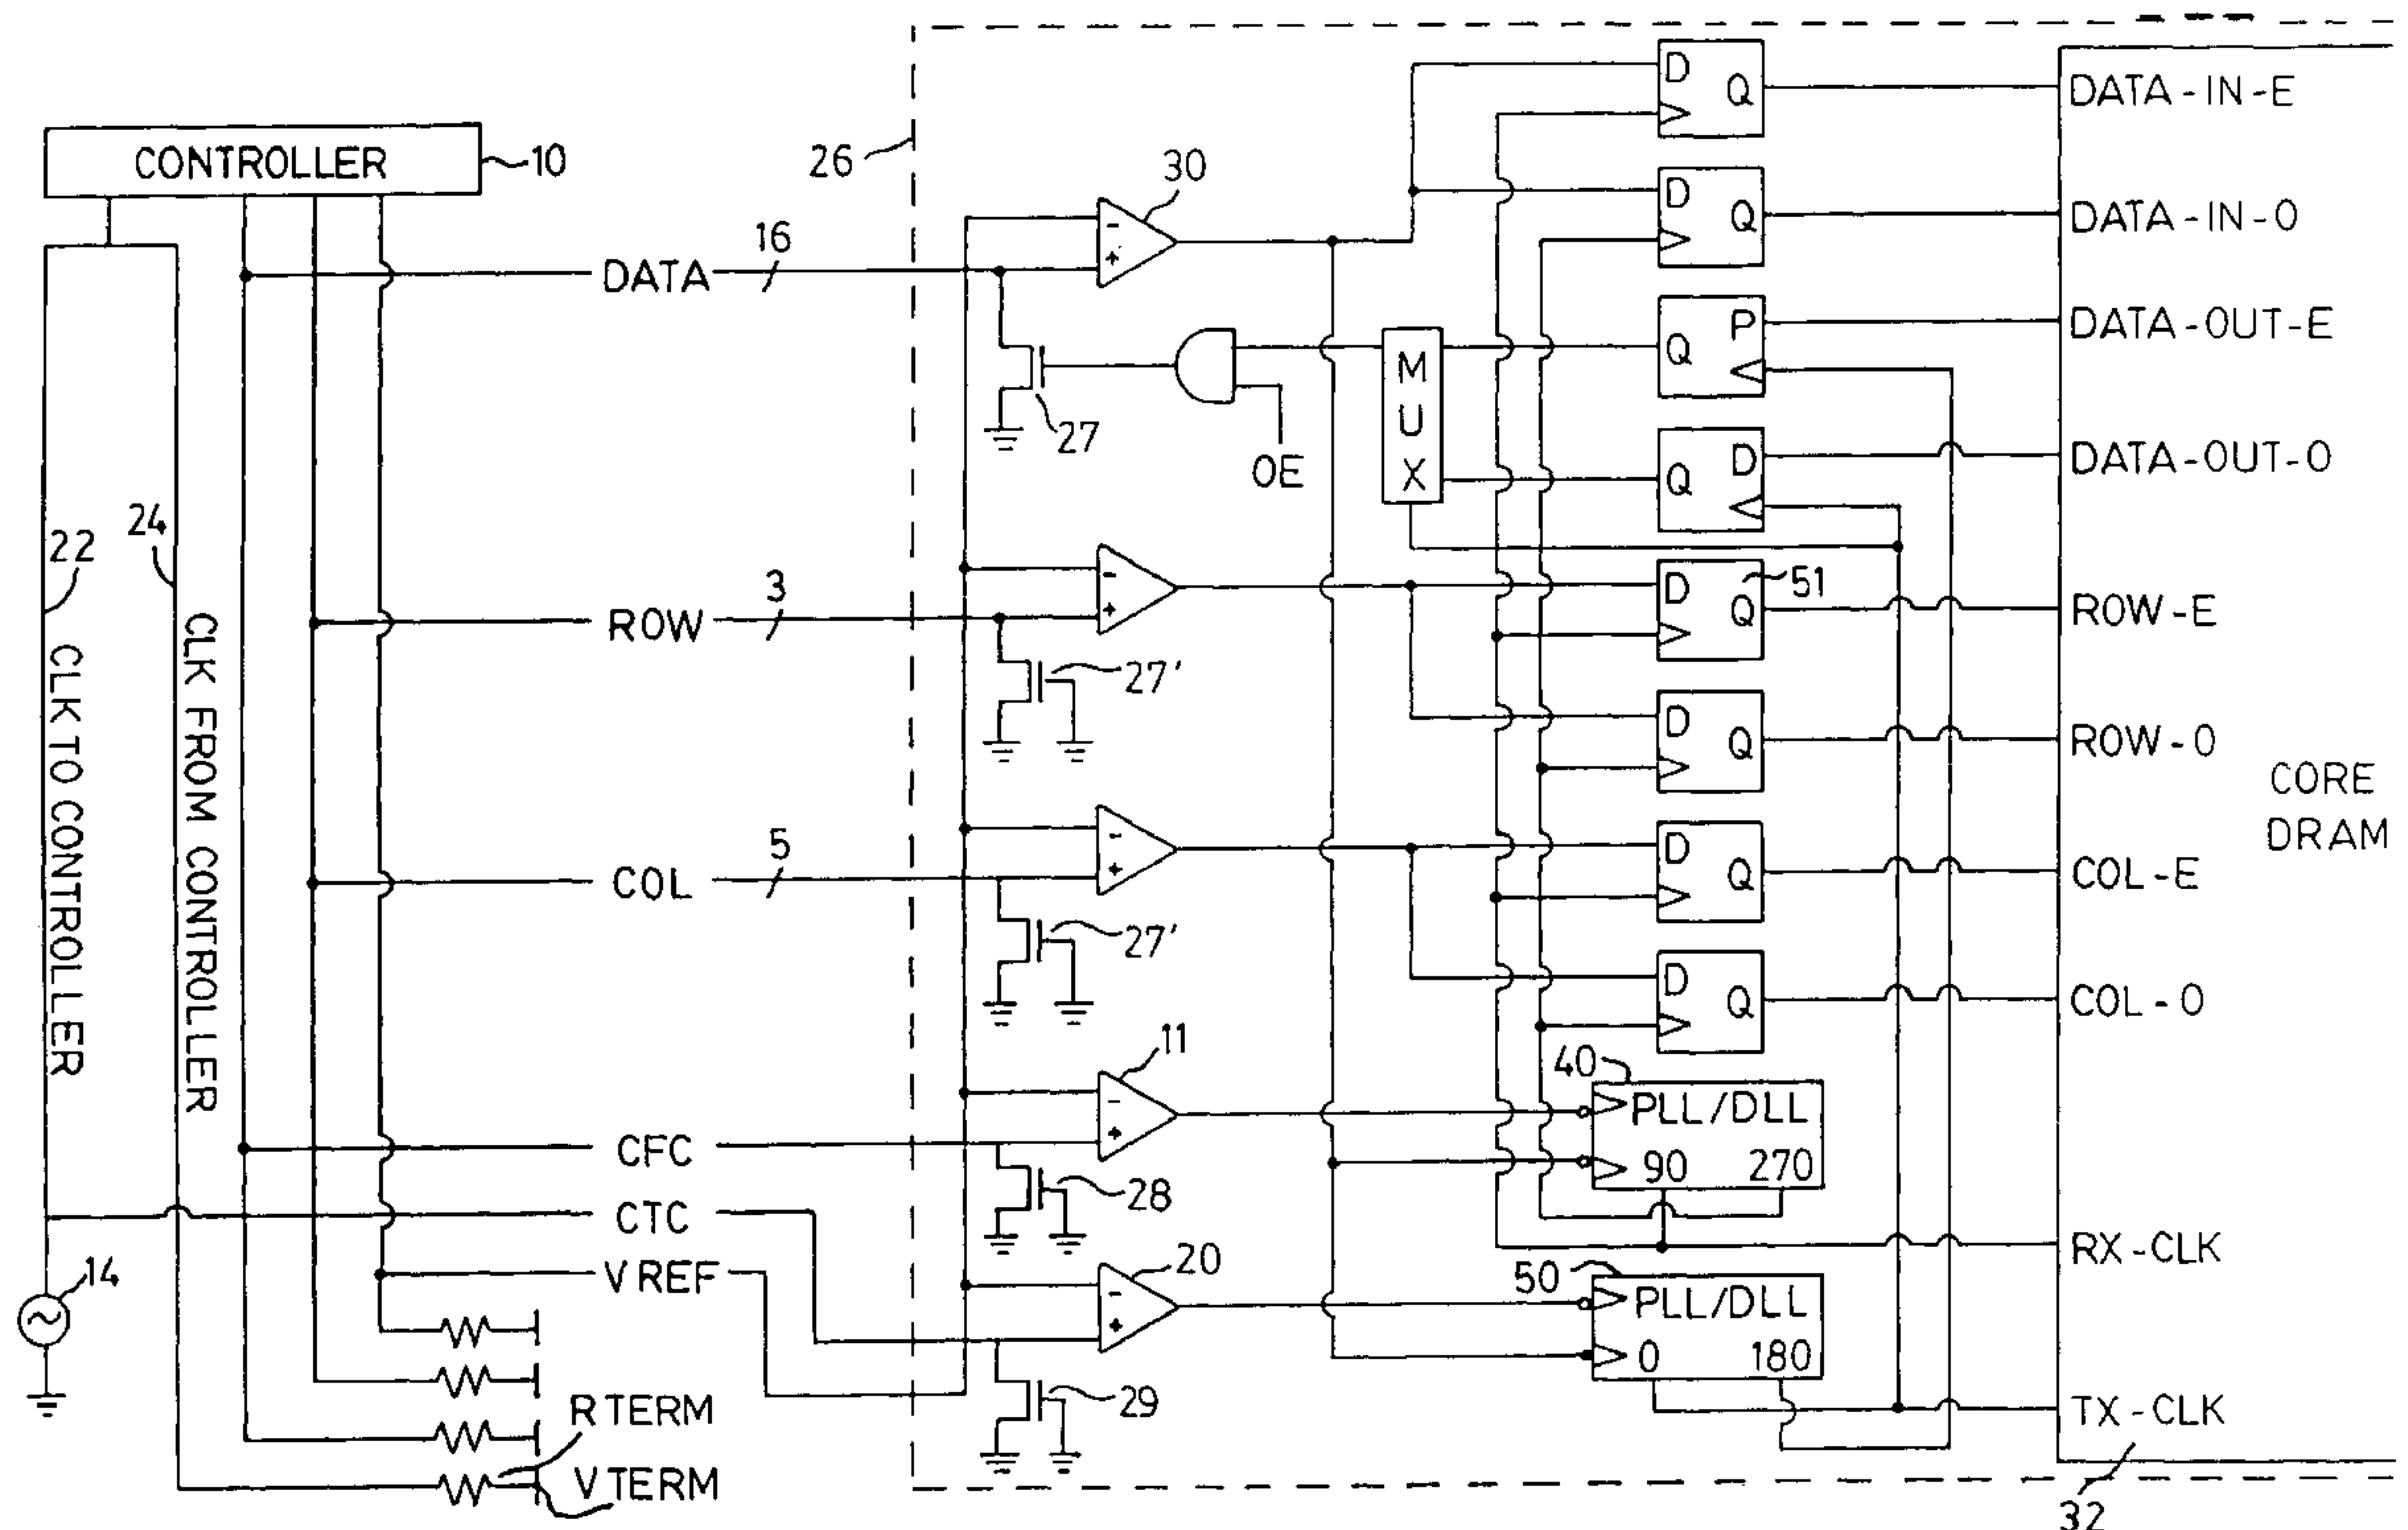 CONTROLLER
10
22
CLK TO CONTROLLER
24
CLK FROM CONTROLLER
14
R TERM
V TERM
DATA
16
ROW
3
COL
5
CFC
CTC
V REF
26
30
-
+
27
OE
MUX
-
+
27'
-
+
27'
11
-
+
28
20
-
+
29
D
Q
D
Q
P
Q
D
Q
D
Q
51
D
Q
D
Q
D
Q
40
PLL/DLL
90
270
50
PLL/DLL
0
180
DATA-IN-E
DATA-IN-O
DATA-OUT-E
DATA-OUT-O
ROW-E
ROW-O
CORE
DRAM
COL-E
COL-O
RX-CLK
TX-CLK
32